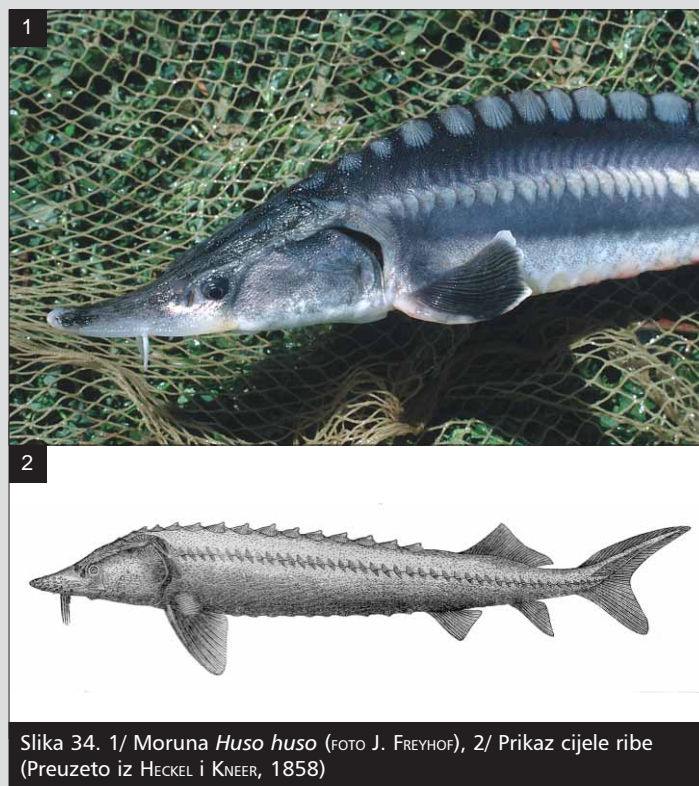 1
2
Slika 34. 1/ Moruna Huso huso (FOTO J. FREYHOF), 2/ Prikaz cijele ribe
(Preuzeto iz HECKEL i KNEER, 1858)